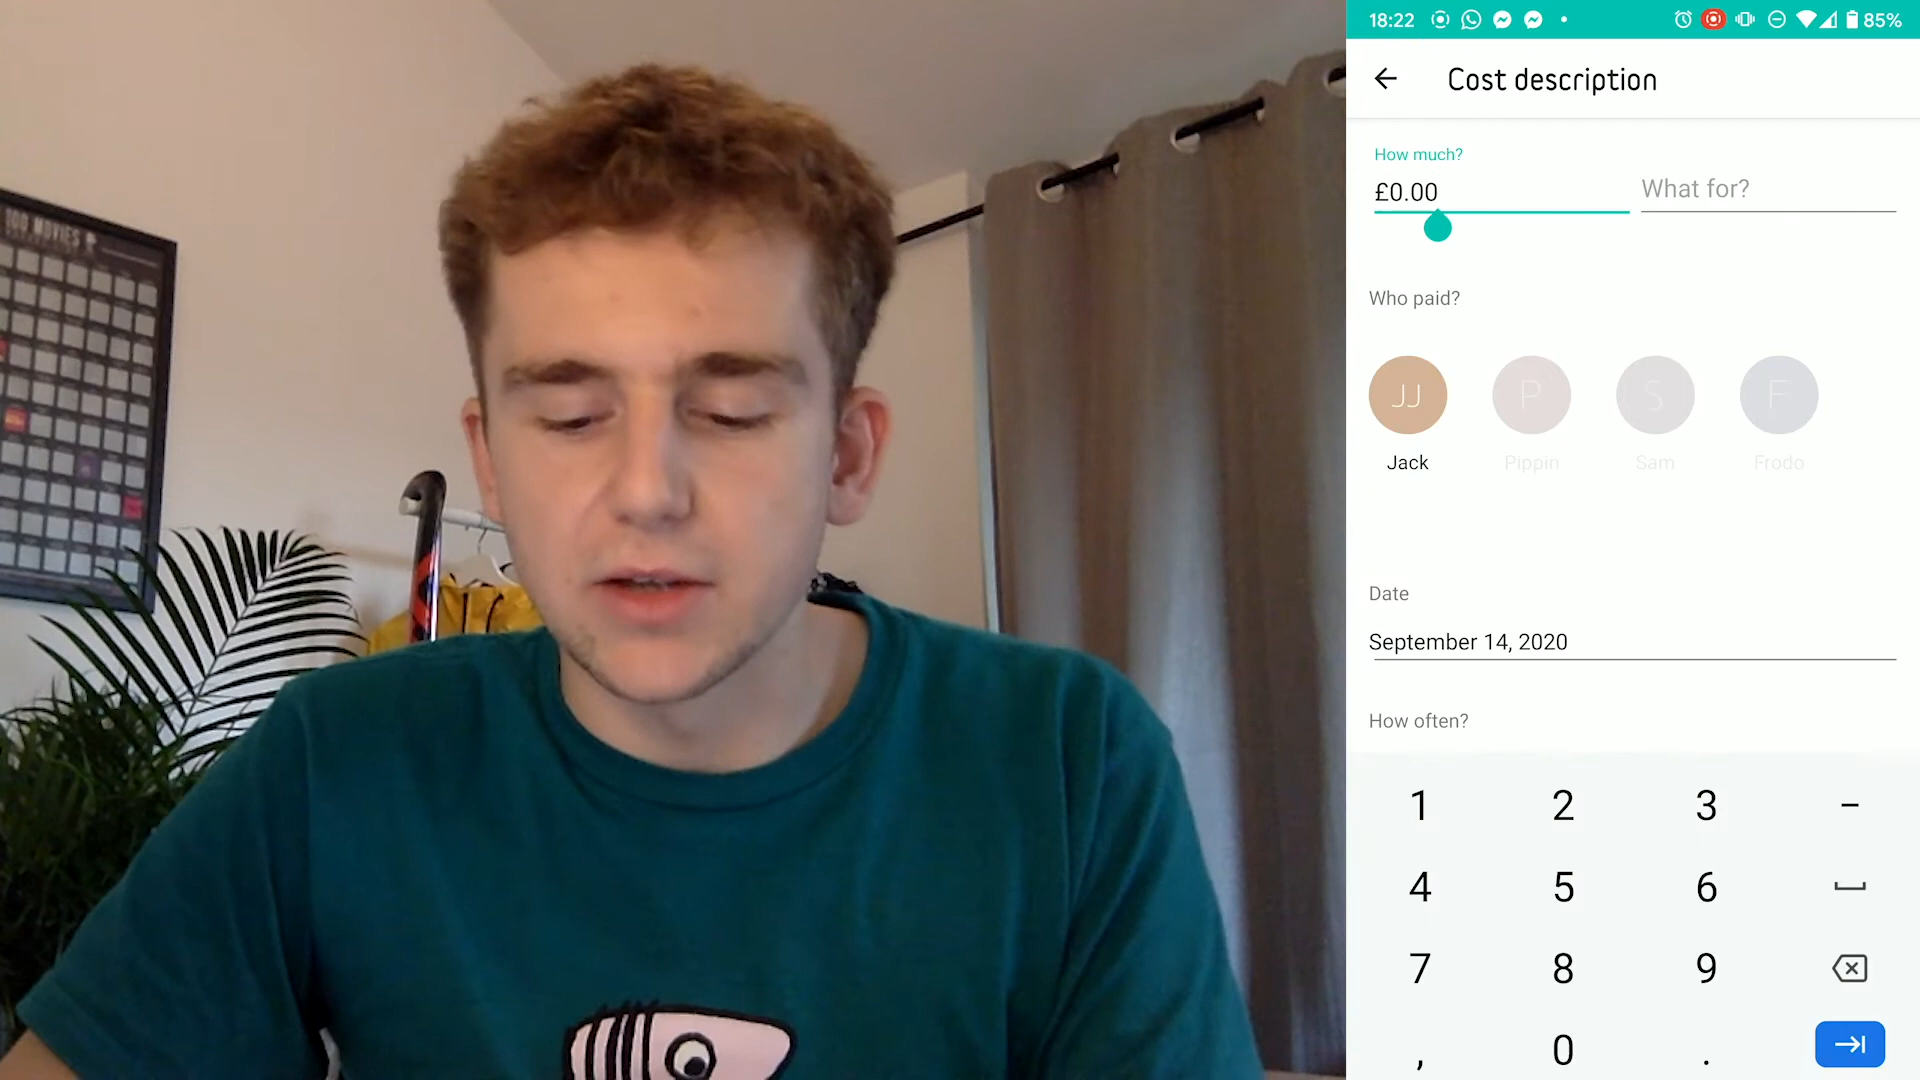 100 MOVIES
18:22
85%
Cost description
How much?
£0.00
What for?
Who paid?
JJ
P
S
F
Jack
Pippin
Sam
Frodo
Date
September 14, 2020
How often?
1 2 3 –
4 5 6
7 8 9
, 0 .